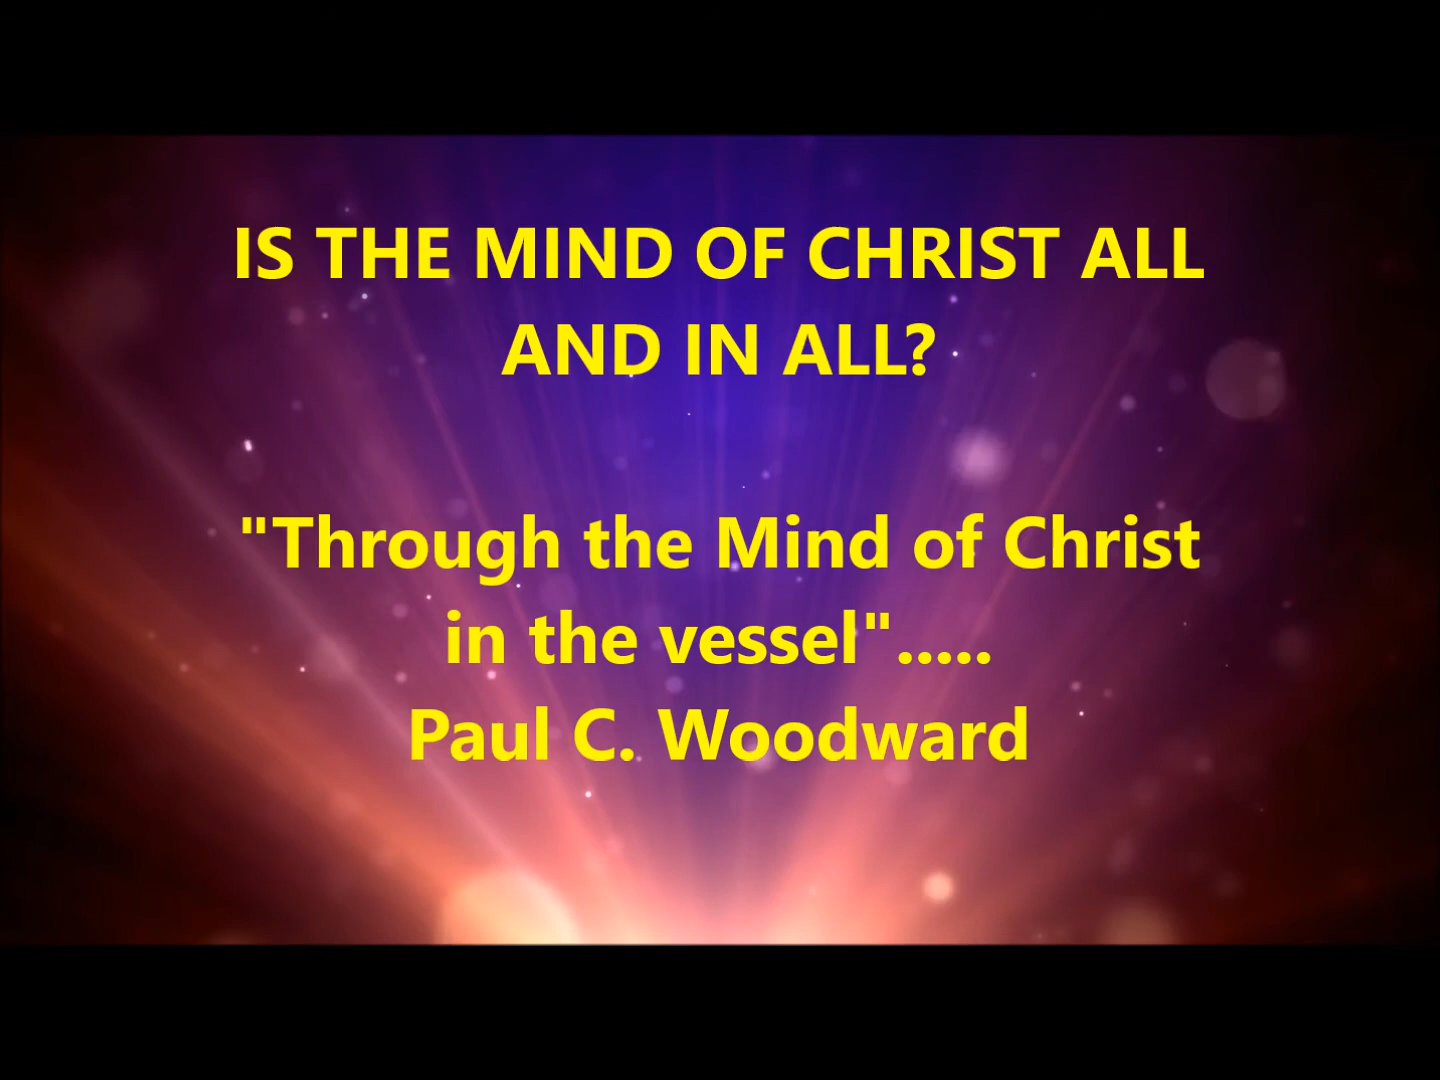 IS THE MIND OF CHRIST ALL
AND IN ALL?
"Through the Mind of Christ
in the vessel".....
Paul C. Woodward